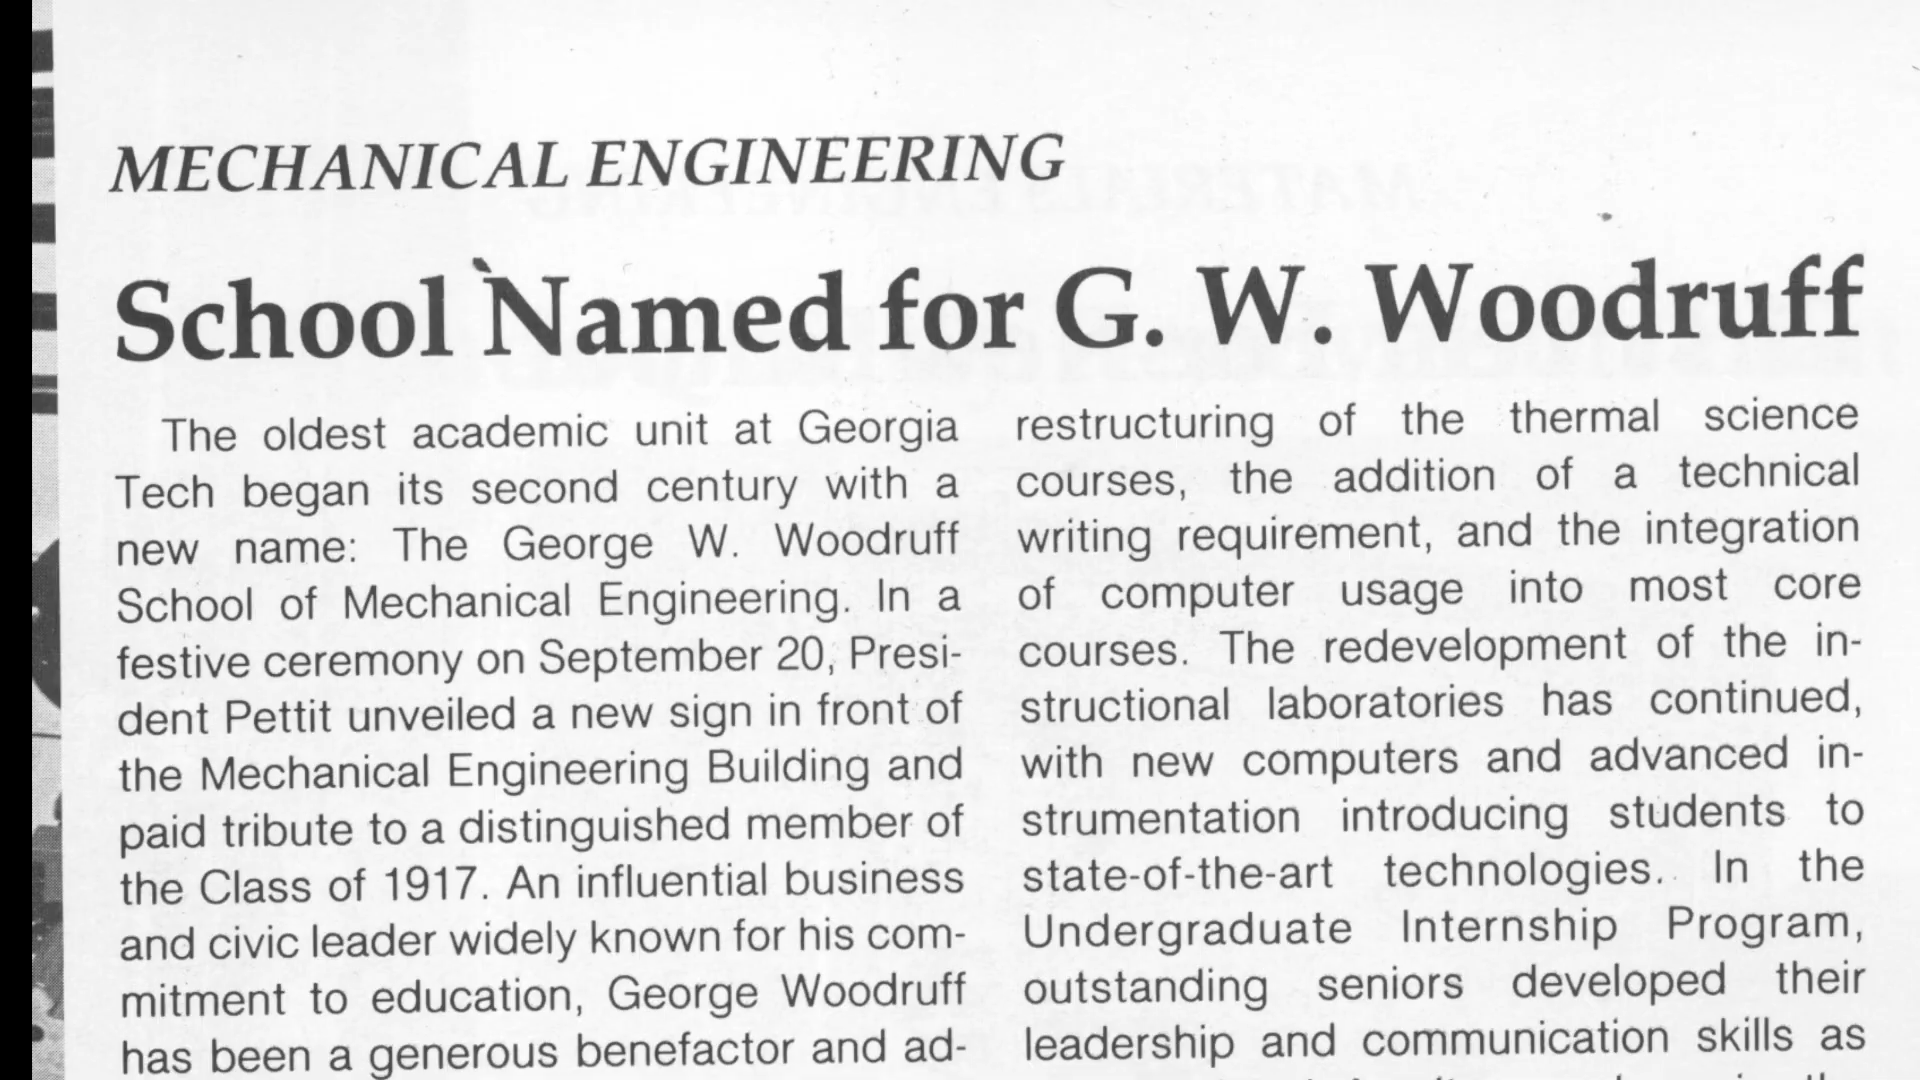 MECHANICAL ENGINEERING
School Named for G. W. Woodruff
The oldest academic unit at Georgia
Tech began its second century with a
new name: The George W. Woodruff
School of Mechanical Engineering. In a
festive ceremony on September 20, Presi-
dent Pettit unveiled a new sign in front of
the Mechanical Engineering Building and
paid tribute to a distinguished member of
the Class of 1917. An influential business
and civic leader widely known for his com-
mitment to education, George Woodruff
has been a generous benefactor and ad-
restructuring of the thermal science
courses, the addition of a technical
writing requirement, and the integration
of computer usage into most core
courses. The redevelopment of the in-
structional laboratories has continued,
with new computers and advanced in-
strumentation introducing students to
state-of-the-art technologies. In the
Undergraduate Internship Program,
outstanding seniors developed their
leadership and communication skills as